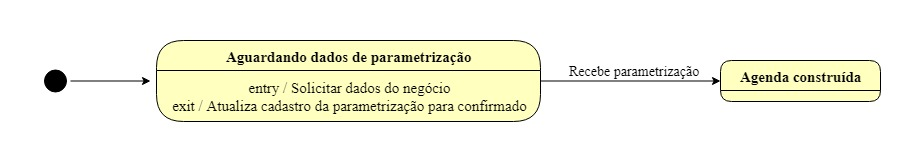 Aguardando dados de parametrização
entry / Solicitar dados do negócio
exit / Atualiza cadastro da parametrização para confirmado
Recebe parametrização
Agenda construída